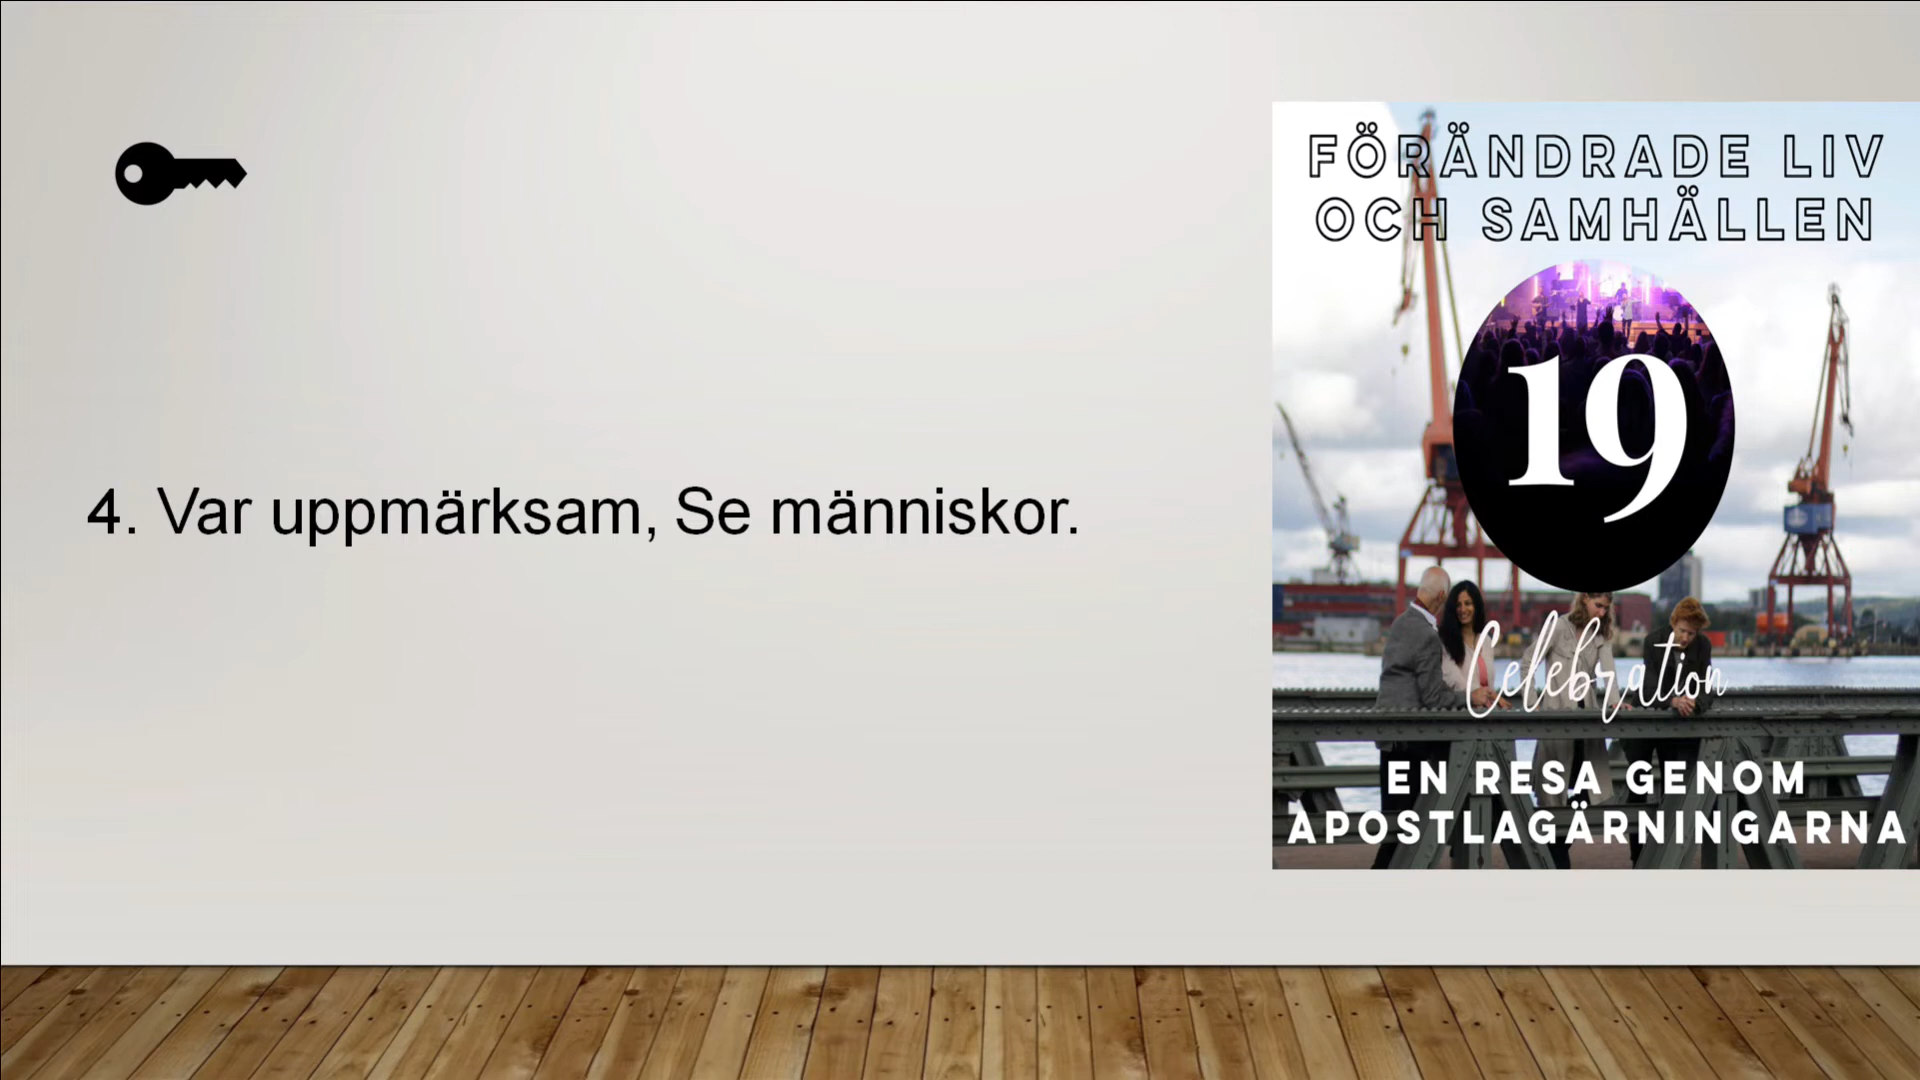 4. Var uppmärksam, Se människor.
FÖRÄNDRADE LIV
OCH SAMHÄLLEN
19
Celebration
EN RESA GENOM
APOSTLAGÄRNINGARNA